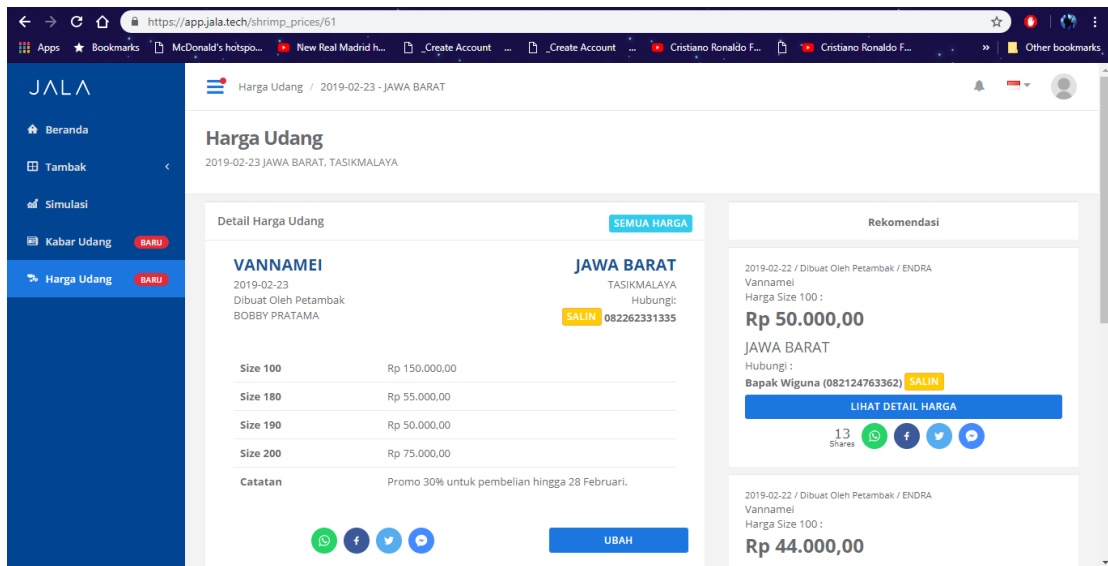 https://app.jala.tech/shrimp_prices/61
Apps Bookmarks McDonald's hotspo... New Real Madrid h... _Create Account ... _Create Account ... Cristiano Ronaldo F... Cristiano Ronaldo F... » Other bookmarks
JALA
Harga Udang / 2019-02-23 - JAWA BARAT
Beranda
Tambak
Simulasi
Kabar Udang BARU
Harga Udang BARU
Harga Udang
2019-02-23 JAWA BARAT, TASIKMALAYA
Detail Harga Udang SEMUA HARGA
VANNAMEI JAWA BARAT
2019-02-23 TASIKMALAYA
Dibuat Oleh Petambak Hubungi:
BOBBY PRATAMA SALIN 082262331335
Size 100 Rp 150.000,00
Size 180 Rp 55.000,00
Size 190 Rp 50.000,00
Size 200 Rp 75.000,00
Catatan Promo 30% untuk pembelian hingga 28 Februari.
UBAH
Rekomendasi
2019-02-22 / Dibuat Oleh Petambak / ENDRA
Vannamei
Harga Size 100 :
Rp 50.000,00
JAWA BARAT
Hubungi :
Bapak Wiguna (082124763362) SALIN
LIHAT DETAIL HARGA
13
Shares
2019-02-22 / Dibuat Oleh Petambak / ENDRA
Vannamei
Harga Size 100 :
Rp 44.000,00